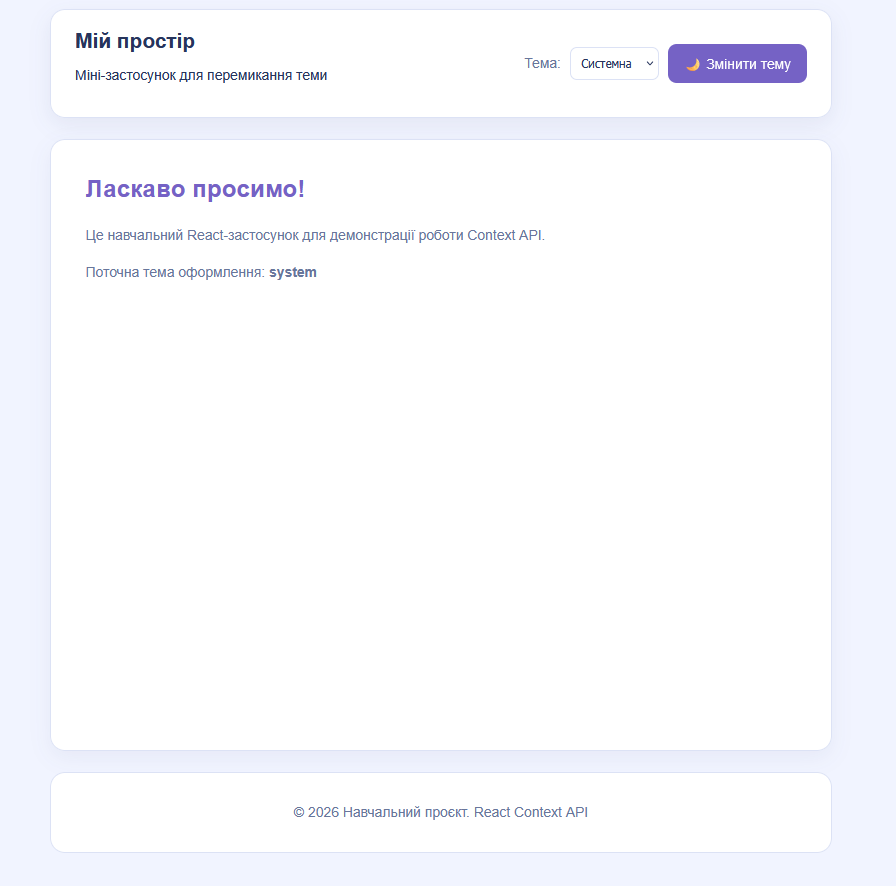 Мій простір
Міні-застосунок для перемикання теми
Тема: Системна 🌙 Змінити тему
Ласкаво просимо!
Це навчальний React-застосунок для демонстрації роботи Context API.
Поточна тема оформлення: system
© 2026 Навчальний проєкт. React Context API